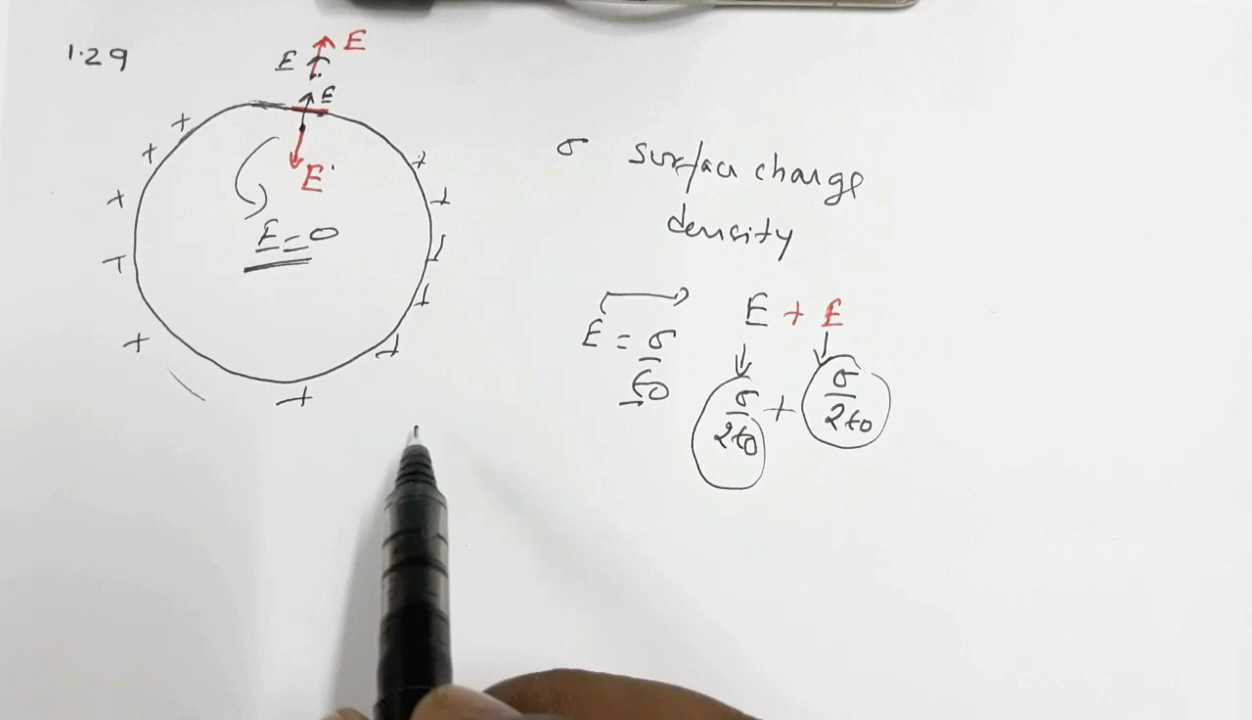 1.29
E E
E
E
E = 0
+ + + + + + + + + + + +
σ surface charge
density
E + E
E = σ/ε0
σ/2ε0 + σ/2ε0